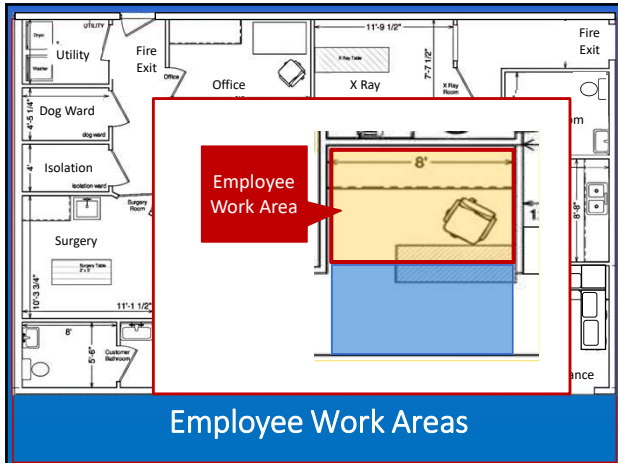 UTILITY
Dryer
Utility
Washer
Fire
Exit
Office
Office
11'-9 1/2"
X Ray Table
7'-7 1/2"
X Ray
X Ray
Room
Fire
Exit
4'-5 1/4"
Dog Ward
dog ward
4'
Isolation
isolation ward
Surgery
Room
Surgery
Surgery Table
2' x 5'
10'-3 3/4"
11'-1 1/2"
8'
5'-6"
Customer
Bathroom
Employee
Work Area
8'
8'-8"
Employee Work Areas